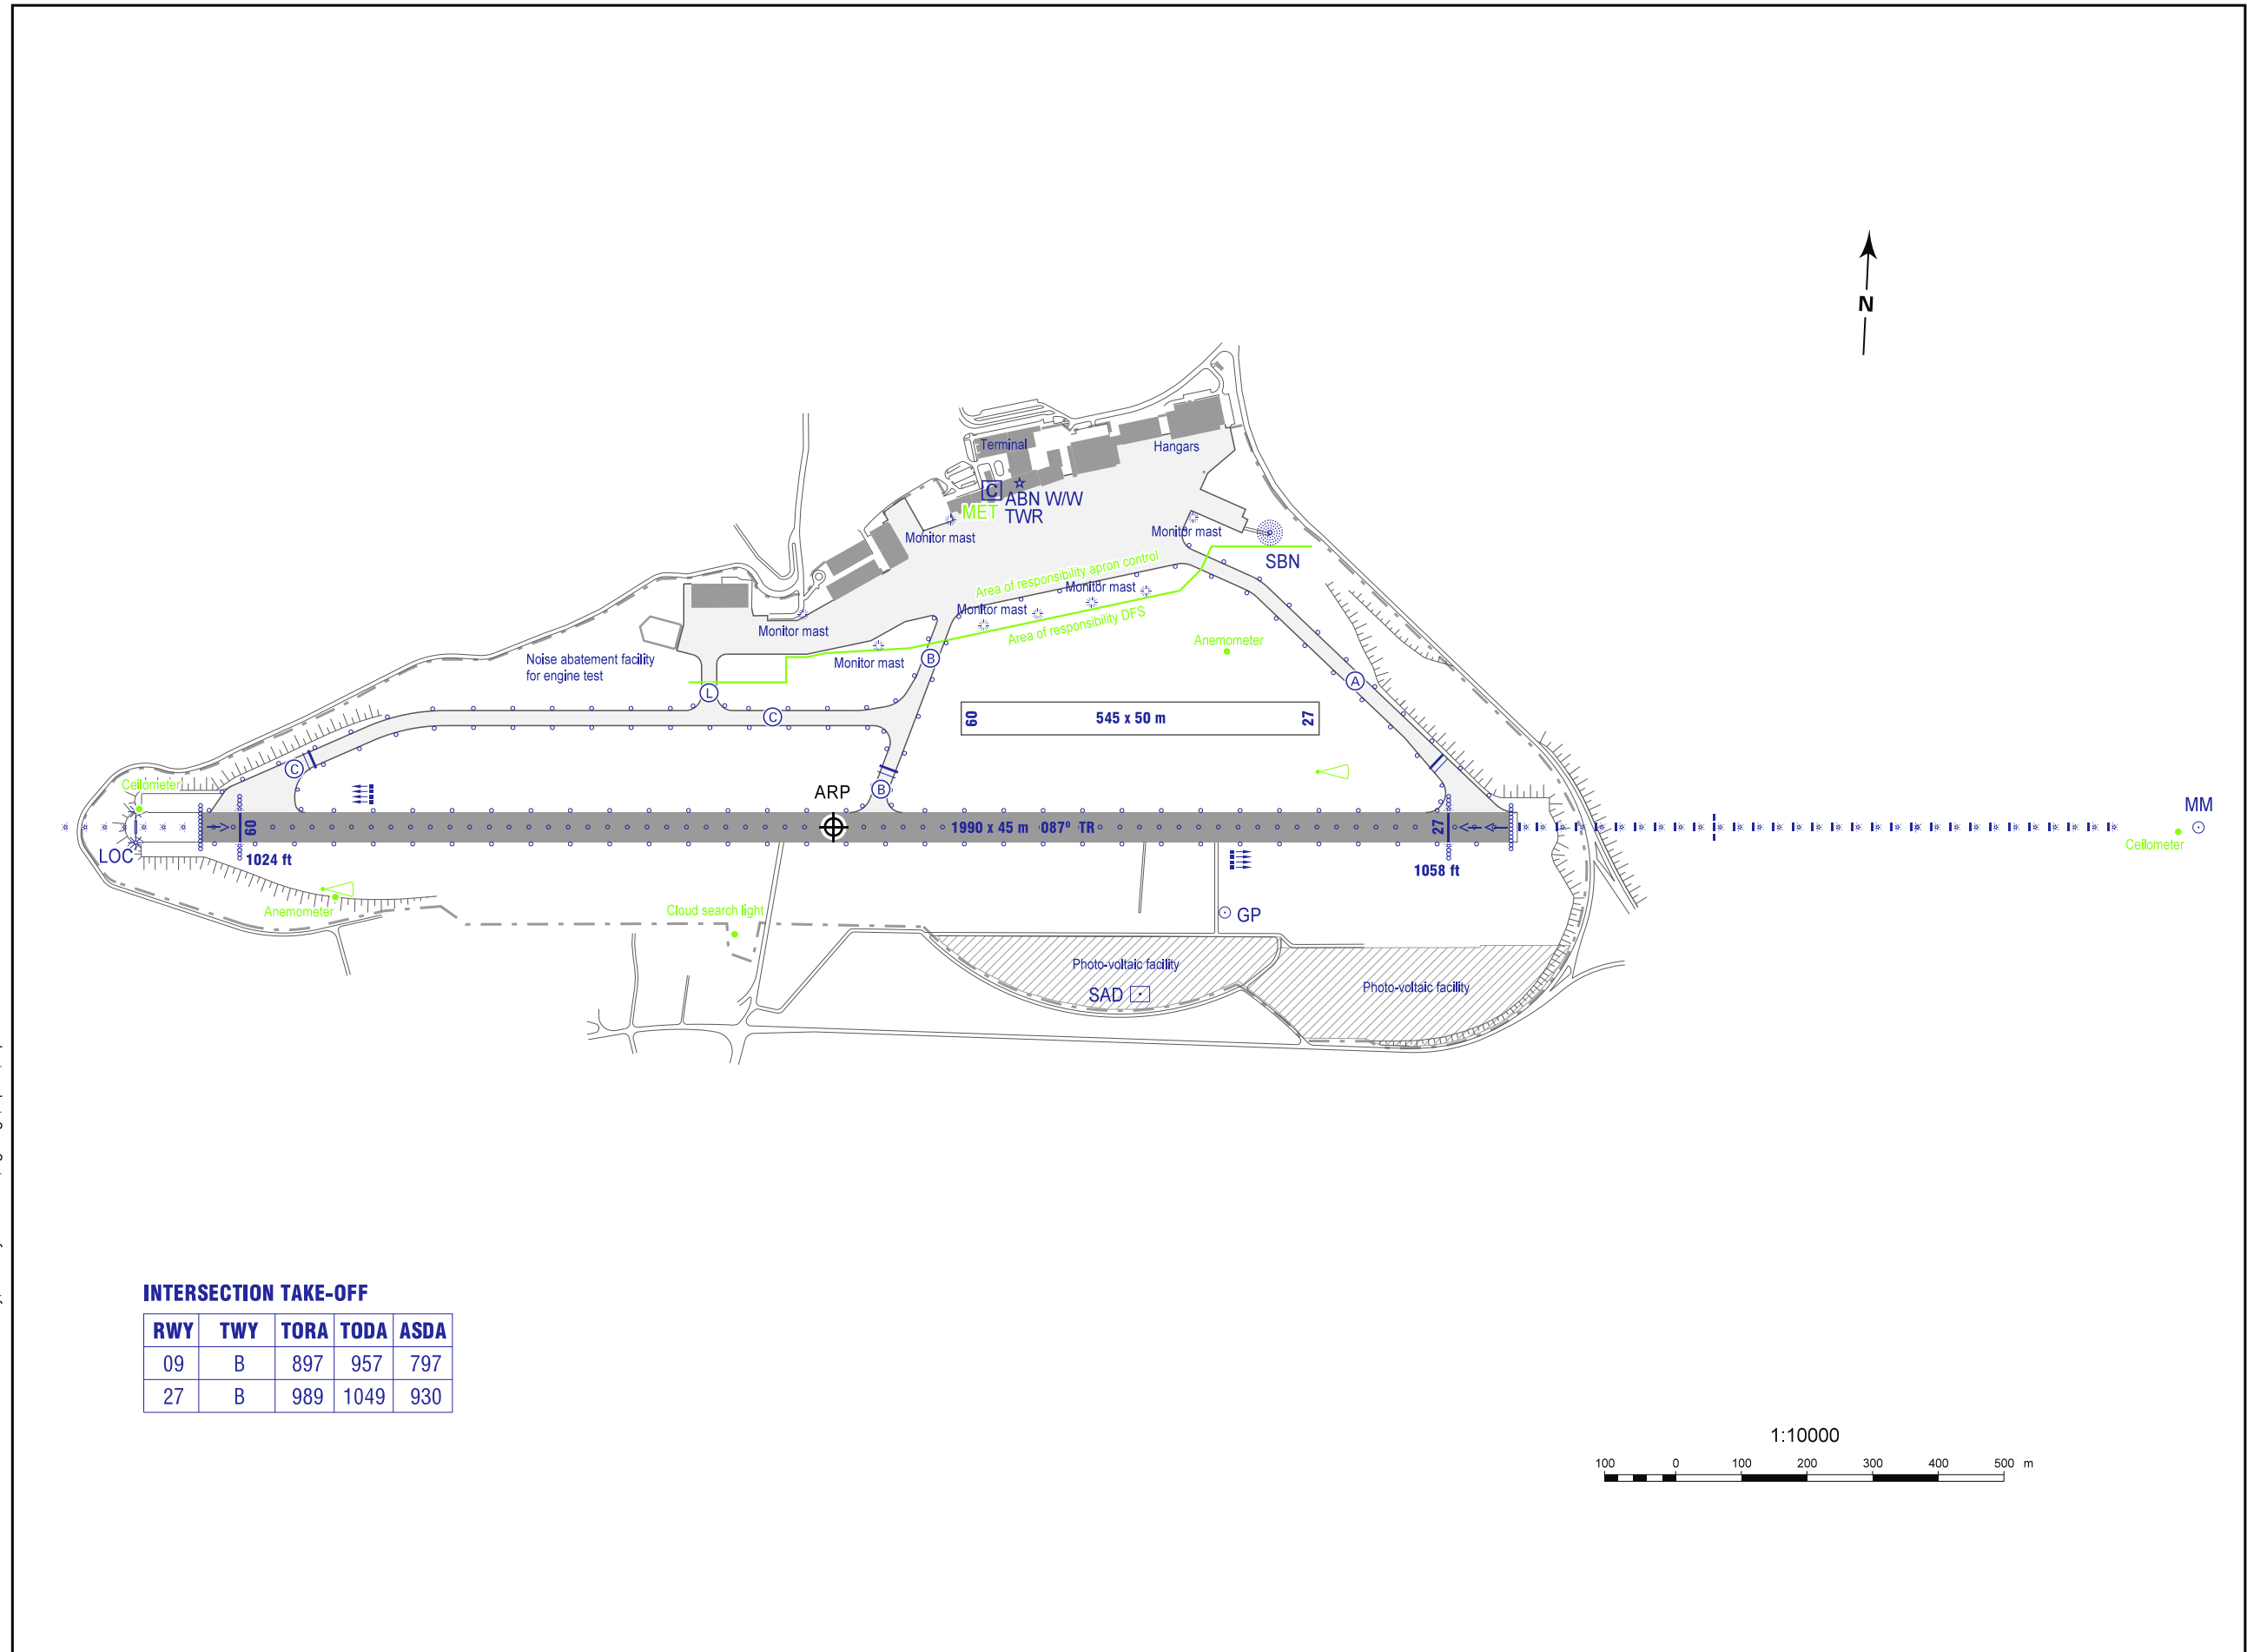 N
Terminal
Hangars
C
ABN W/W
MET
TWR
Monitor mast
Monitor mast
SBN
Area of responsibility apron control
Monitor mast
Monitor mast
Area of responsibility DFS
Monitor mast
Monitor mast
Anemometer
Noise abatement facility
for engine test
B
A
L
C
09
545 x 50 m
27
C
Ceilometer
B
ARP
MM
09
1990 x 45 m 087º TR
27
LOC
1024 ft
1058 ft
Ceilometer
Anemometer
Cloud search light
GP
Photo-voltaic facility
SAD
Photo-voltaic facility
INTERSECTION TAKE-OFF
RWY TWY TORA TODA ASDA
09 B 897 957 797
27 B 989 1049 930
1:10000
100 0 100 200 300 400 500 m